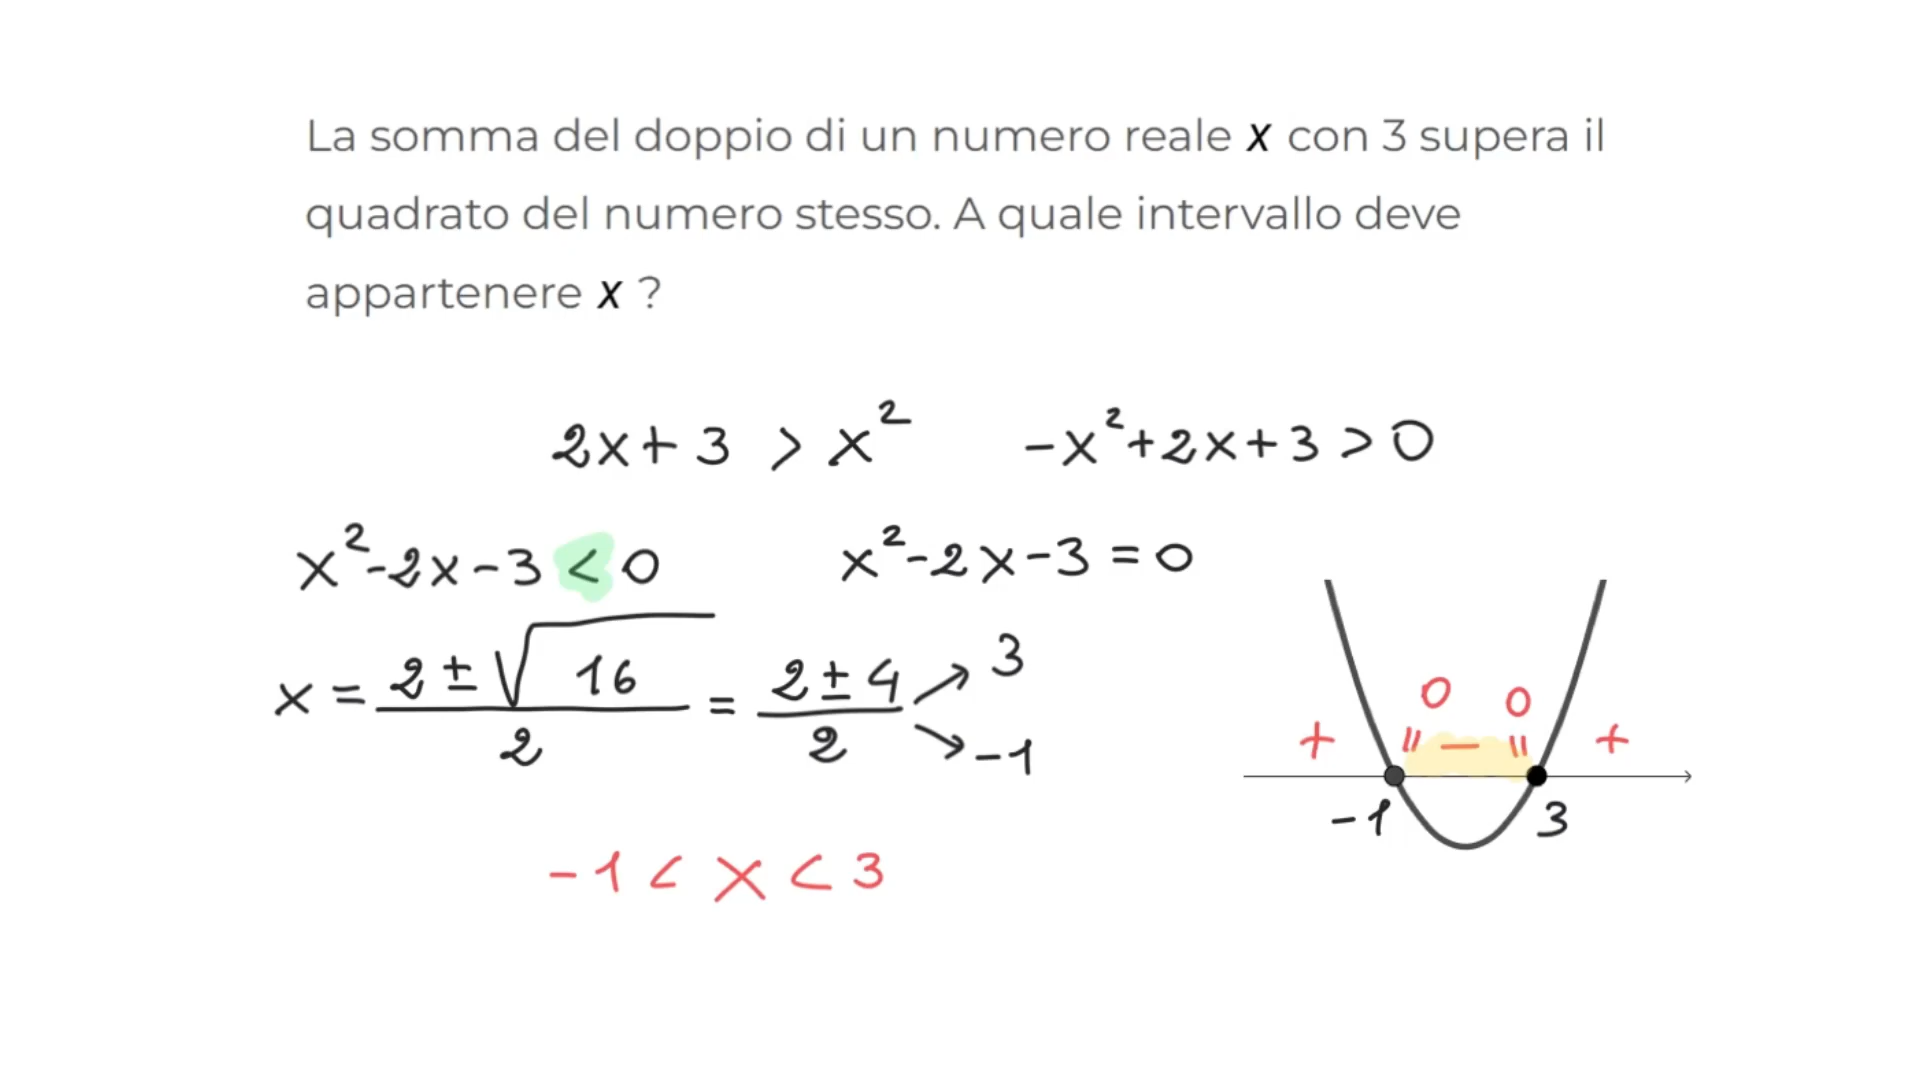 La somma del doppio di un numero reale x con 3 supera il
quadrato del numero stesso. A quale intervallo deve
appartenere x ?
2x+3 > x² -x²+2x+3>0
x²-2x-3<0 x²-2x-3=0
x = (2±√16)/2 = (2±4)/2 ↗ 3 ↘ -1
0 0
+ = - = +
-1 3
-1 < x < 3